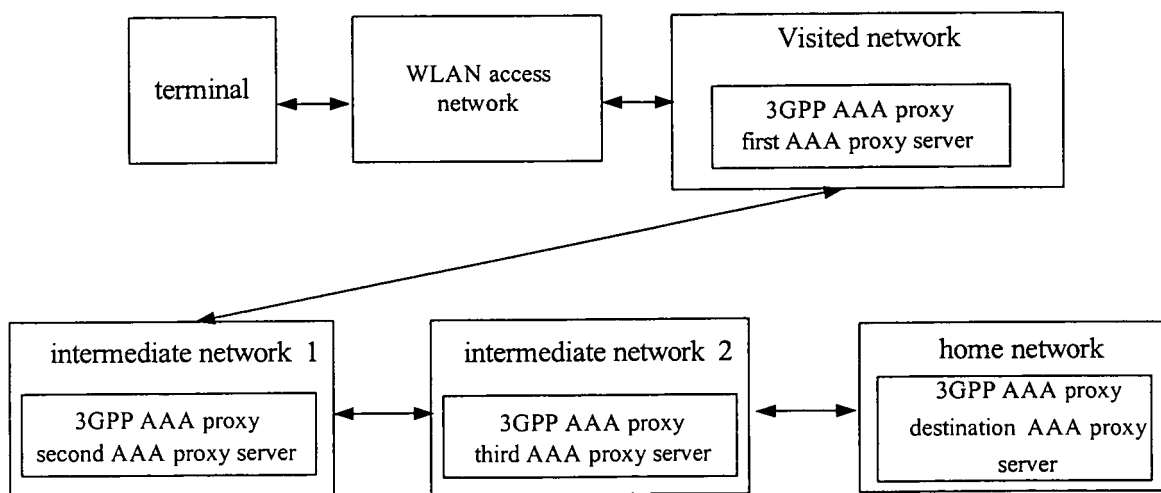 terminal
WLAN access
network
Visited network
3GPP AAA proxy
first AAA proxy server
intermediate network 1
3GPP AAA proxy
second AAA proxy server
intermediate network 2
3GPP AAA proxy
third AAA proxy server
home network
3GPP AAA proxy
destination AAA proxy
server